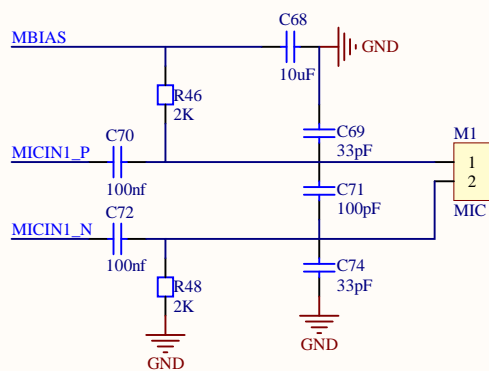 C68
MBIAS
GND
10uF
R46
2K
C70
C69
M1
33pF
MICIN1_P
1
100nf
C71
2
C72
100pF
MIC
MICIN1_N
100nf
C74
R48
33pF
2K
GND
GND